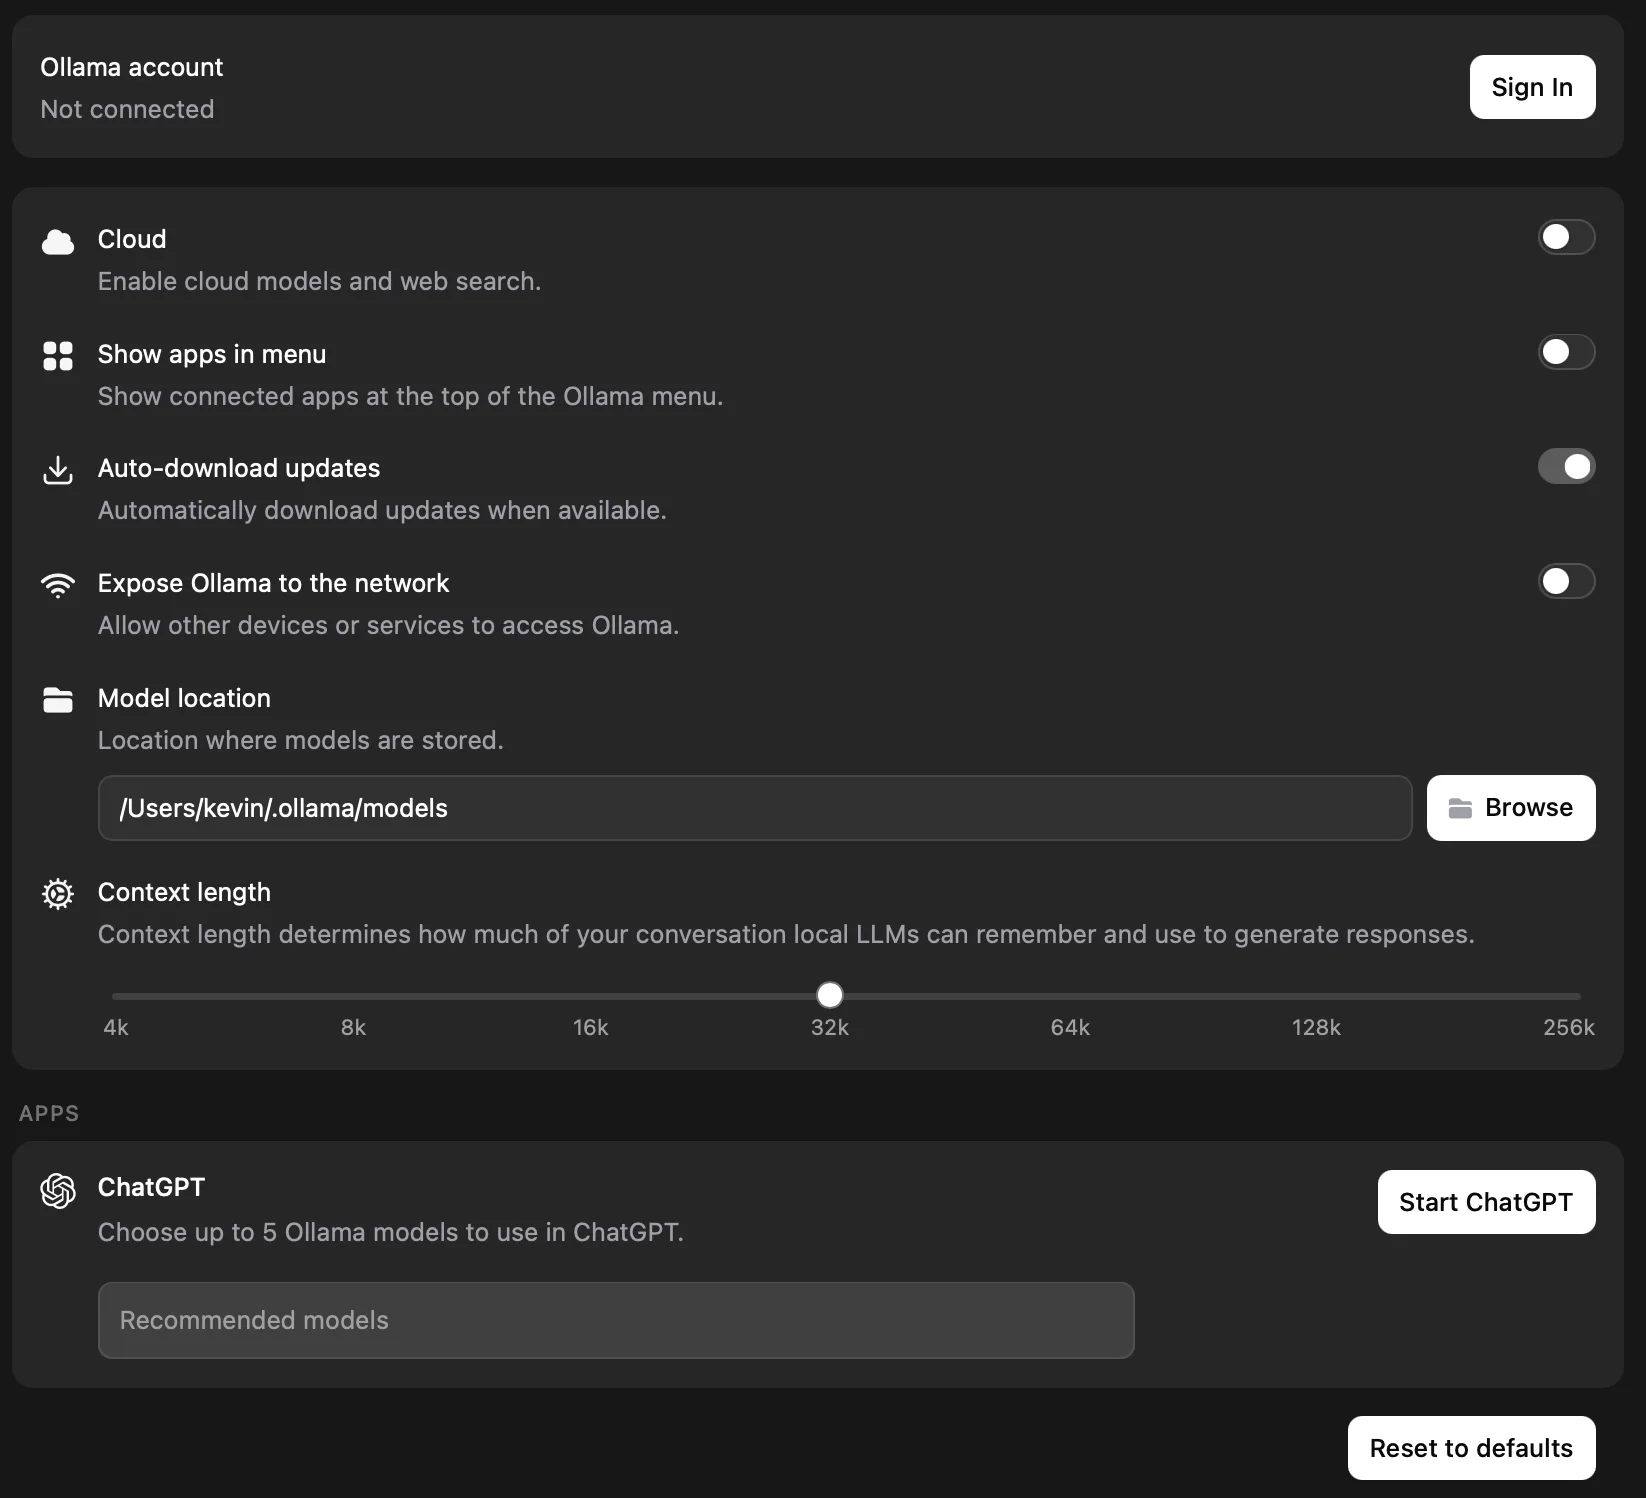 Ollama account
Not connected
Sign In
Cloud
Enable cloud models and web search.
Show apps in menu
Show connected apps at the top of the Ollama menu.
Auto-download updates
Automatically download updates when available.
Expose Ollama to the network
Allow other devices or services to access Ollama.
Model location
Location where models are stored.
/Users/kevin/.ollama/models
Browse
Context length
Context length determines how much of your conversation local LLMs can remember and use to generate responses.
4k 8k 16k 32k 64k 128k 256k
APPS
ChatGPT
Choose up to 5 Ollama models to use in ChatGPT.
Start ChatGPT
Recommended models
Reset to defaults